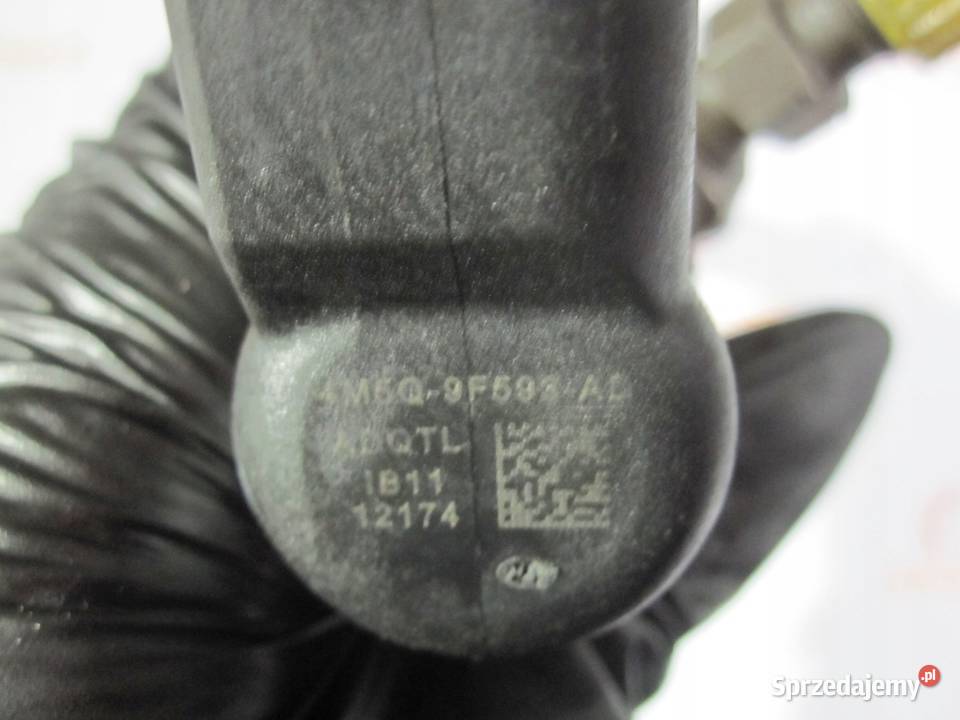 4M5Q-9F593-AD
ADQTL
IB11
12174
Sprzedajemy.pl